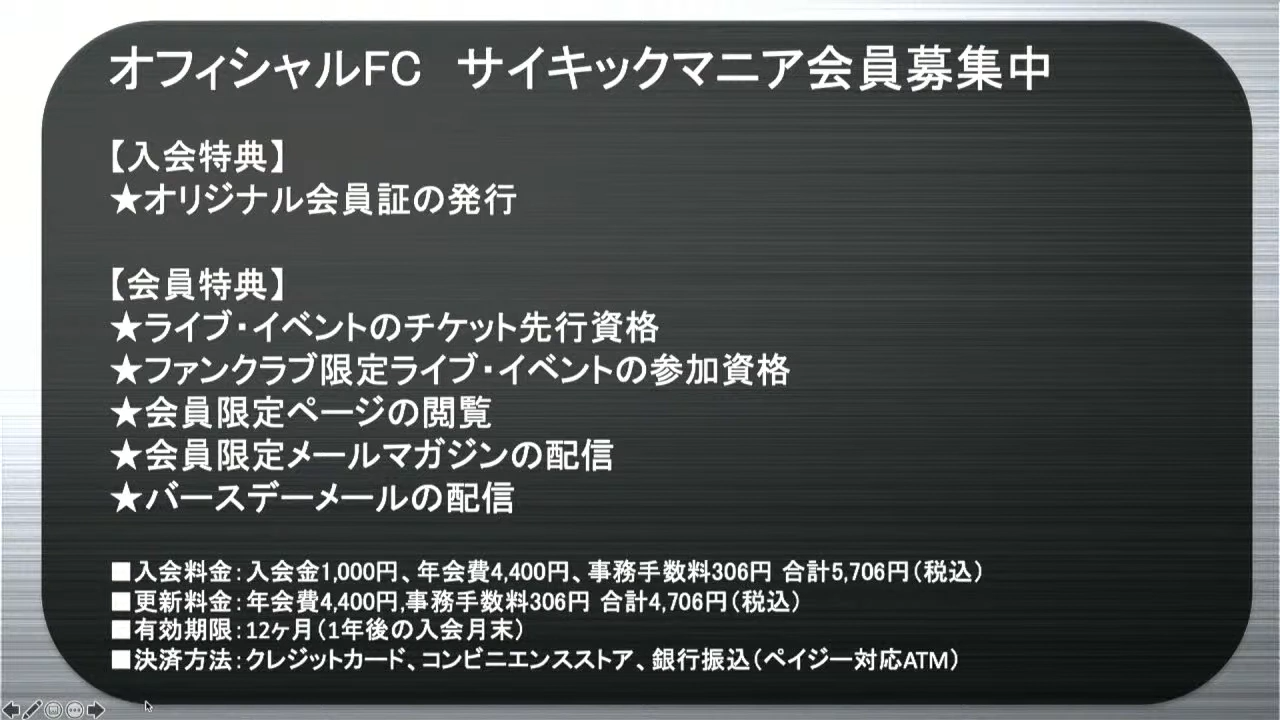 オフィシャルFC　サイキックマニア会員募集中
【入会特典】
★オリジナル会員証の発行
【会員特典】
★ライブ・イベントのチケット先行資格
★ファンクラブ限定ライブ・イベントの参加資格
★会員限定ページの閲覧
★会員限定メールマガジンの配信
★バースデーメールの配信
■入会料金：入会金1,000円、年会費4,400円、事務手数料306円 合計5,706円（税込）
■更新料金：年会費4,400円,事務手数料306円 合計4,706円（税込）
■有効期限：12ヶ月（1年後の入会月末）
■決済方法：クレジットカード、コンビニエンスストア、銀行振込（ペイジー対応ATM）